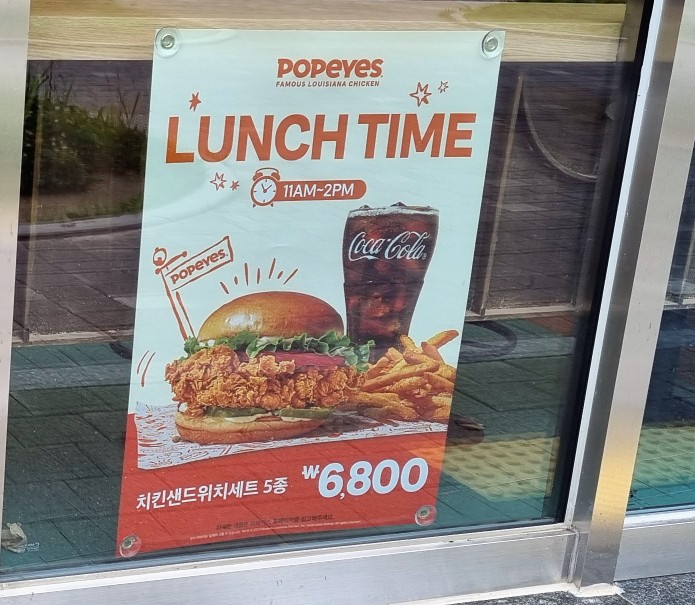 POPEYES
FAMOUS LOUISIANA CHICKEN
LUNCH TIME
11AM~2PM
Coca-Cola
POPEYES
치킨샌드위치세트 5종 ₩6,800